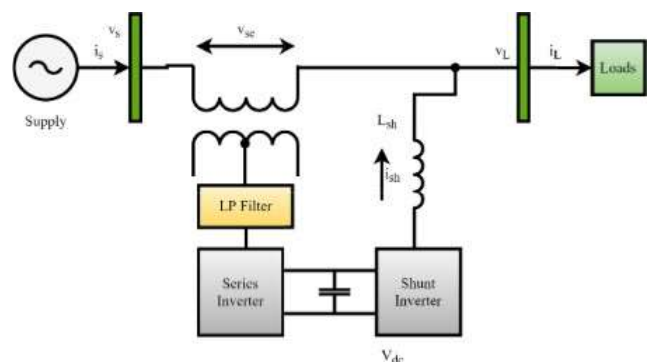 v_s
v_se
i_s
v_L
i_L
Loads
Supply
L_sh
i_sh
LP Filter
Series
Inverter
Shunt
Inverter
V_dc